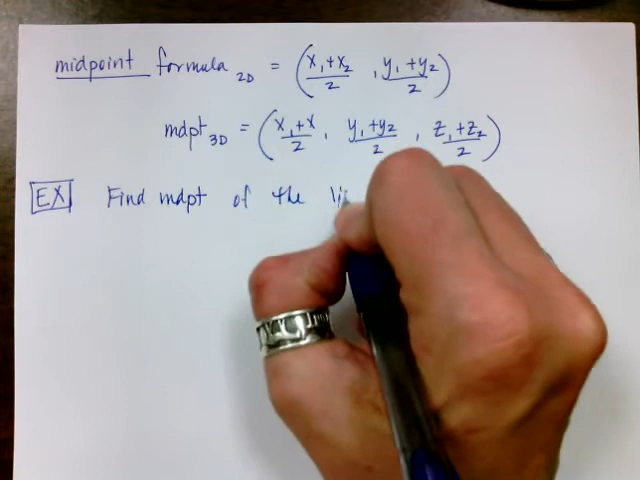 midpoint formula 2D = (x₁+x₂/2, y₁+y₂/2)
mdpt 3D = (x₁+x/2, y₁+y₂/2, z₁+z₂/2)
EX Find mdpt of the